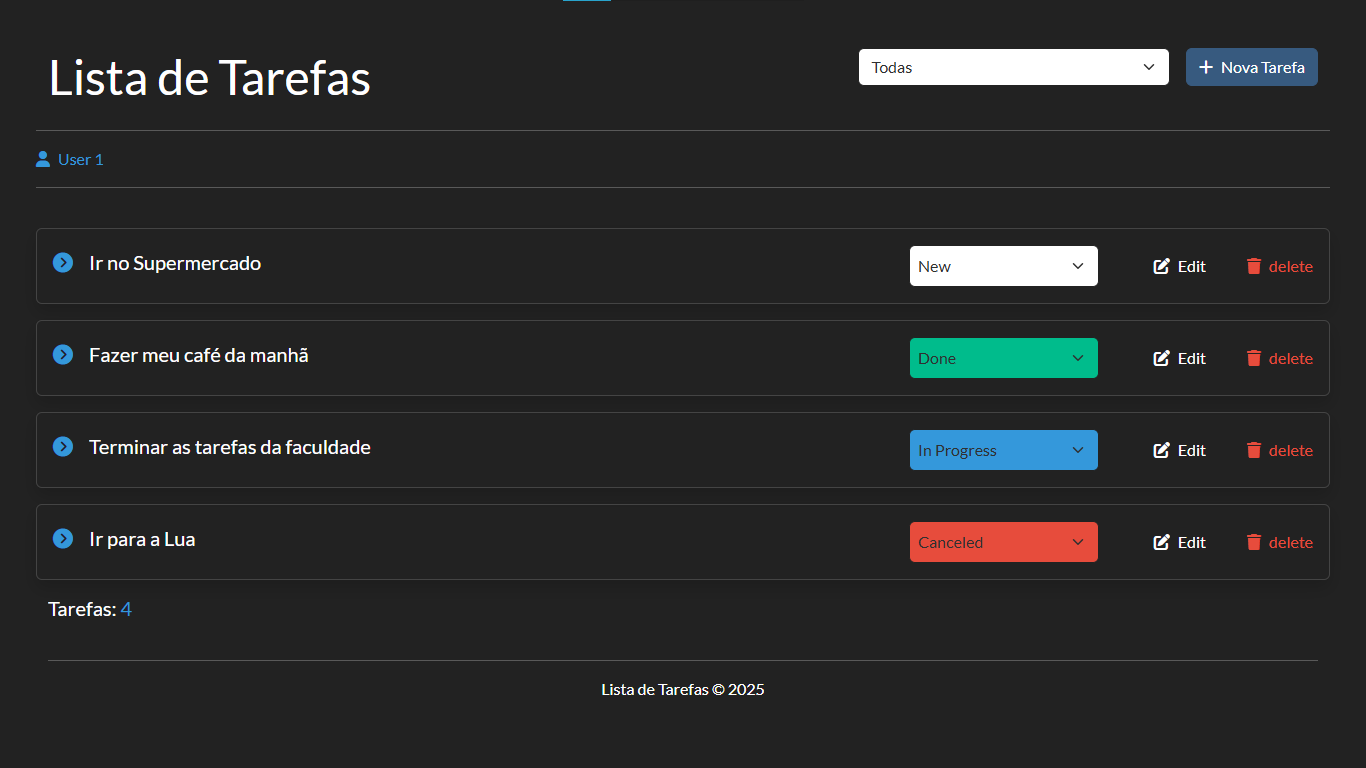 Lista de Tarefas
Todas
Nova Tarefa
User 1
Ir no Supermercado
New
Edit
delete
Fazer meu café da manhã
Done
Edit
delete
Terminar as tarefas da faculdade
In Progress
Edit
delete
Ir para a Lua
Canceled
Edit
delete
Tarefas: 4
Lista de Tarefas © 2025